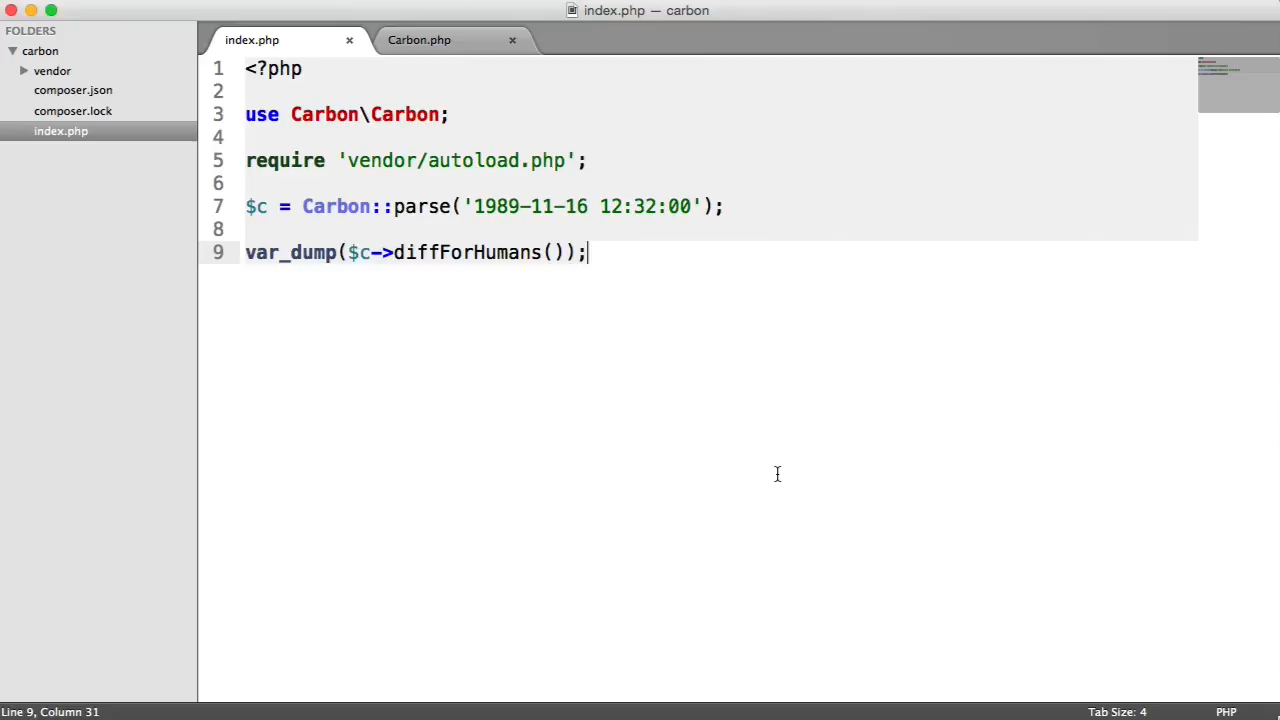 index.php — carbon
FOLDERS
carbon
vendor
composer.json
composer.lock
index.php
index.php × Carbon.php ×
1 <?php
2
3 use Carbon\Carbon;
4
5 require 'vendor/autoload.php';
6
7 $c = Carbon::parse('1989-11-16 12:32:00');
8
9 var_dump($c->diffForHumans());
Line 9, Column 31 Tab Size: 4 PHP